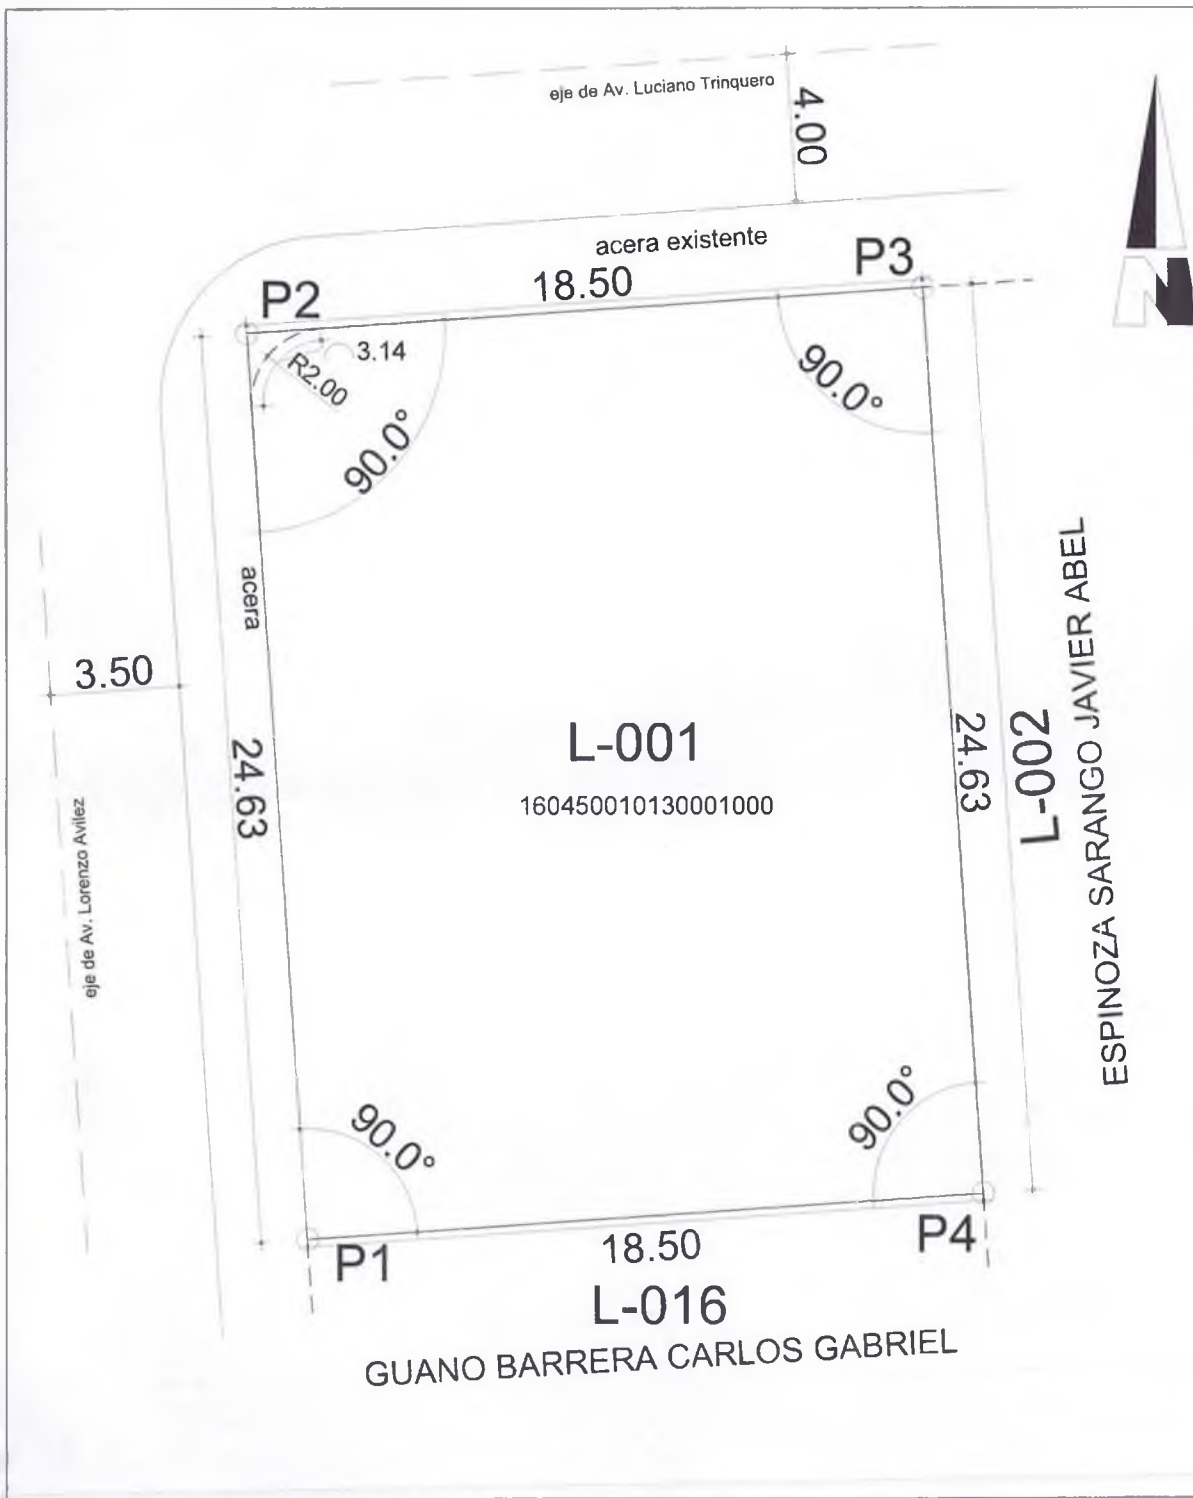 eje de Av. Luciano Trinquero
4.00
N
acera existente
18.50
P2
P3
3.14
R2.00
90.0°
90.0°
acera
3.50
24.63
eje de Av. Lorenzo Avilez
L-001
160450010130001000
24.63
L-002
ESPINOZA SARANGO JAVIER ABEL
90.0°
90.0°
P1
18.50
P4
L-016
GUANO BARRERA CARLOS GABRIEL